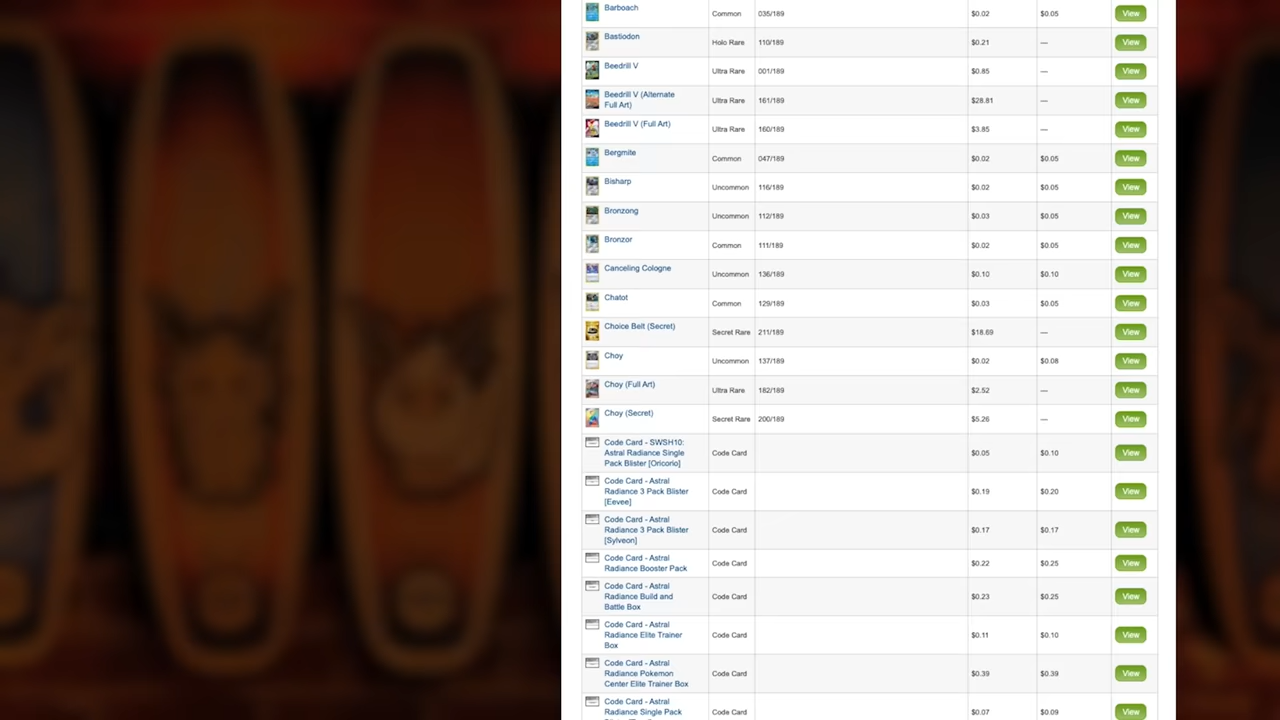 Barboach Common 035/189 $0.02 $0.05 View
Bastiodon Holo Rare 110/189 $0.21 — View
Beedrill V Ultra Rare 001/189 $0.85 — View
Beedrill V (Alternate
Full Art) Ultra Rare 161/189 $28.81 — View
Beedrill V (Full Art) Ultra Rare 160/189 $3.85 — View
Bergmite Common 047/189 $0.02 $0.05 View
Bisharp Uncommon 116/189 $0.02 $0.05 View
Bronzong Uncommon 112/189 $0.03 $0.05 View
Bronzor Common 111/189 $0.02 $0.05 View
Canceling Cologne Uncommon 136/189 $0.10 $0.10 View
Chatot Common 129/189 $0.03 $0.05 View
Choice Belt (Secret) Secret Rare 211/189 $18.69 — View
Choy Uncommon 137/189 $0.02 $0.08 View
Choy (Full Art) Ultra Rare 182/189 $2.52 — View
Choy (Secret) Secret Rare 200/189 $5.26 — View
Code Card - SWSH10:
Astral Radiance Single
Pack Blister [Oricorio] Code Card $0.05 $0.10 View
Code Card - Astral
Radiance 3 Pack Blister
[Eevee] Code Card $0.19 $0.20 View
Code Card - Astral
Radiance 3 Pack Blister
[Sylveon] Code Card $0.17 $0.17 View
Code Card - Astral
Radiance Booster Pack Code Card $0.22 $0.25 View
Code Card - Astral
Radiance Build and
Battle Box Code Card $0.23 $0.25 View
Code Card - Astral
Radiance Elite Trainer
Box Code Card $0.11 $0.10 View
Code Card - Astral
Radiance Pokemon
Center Elite Trainer Box Code Card $0.39 $0.39 View
Code Card - Astral
Radiance Single Pack Code Card $0.07 $0.09 View